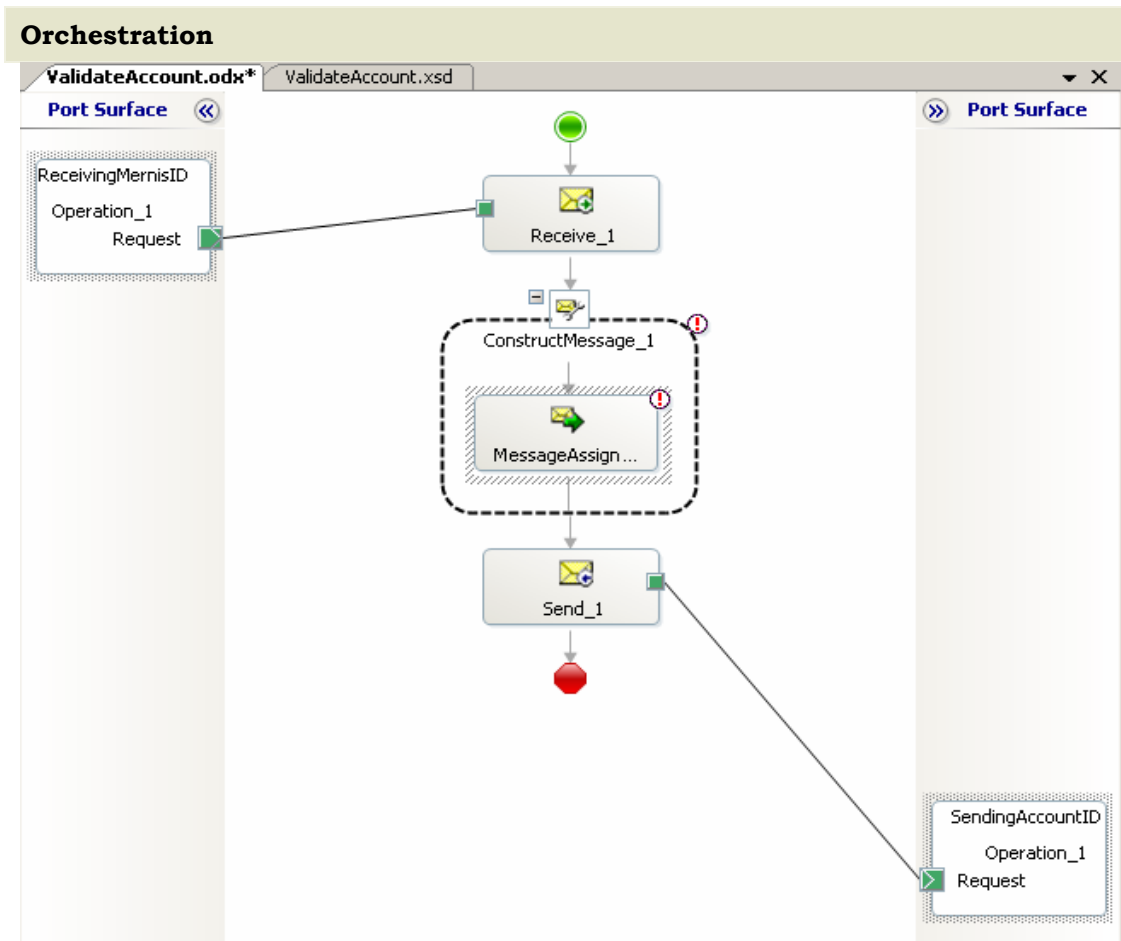 Orchestration
ValidateAccount.odx* ValidateAccount.xsd
Port Surface
Port Surface
ReceivingMernisID
Operation_1
Request
Receive_1
ConstructMessage_1
MessageAssign...
Send_1
SendingAccountID
Operation_1
Request